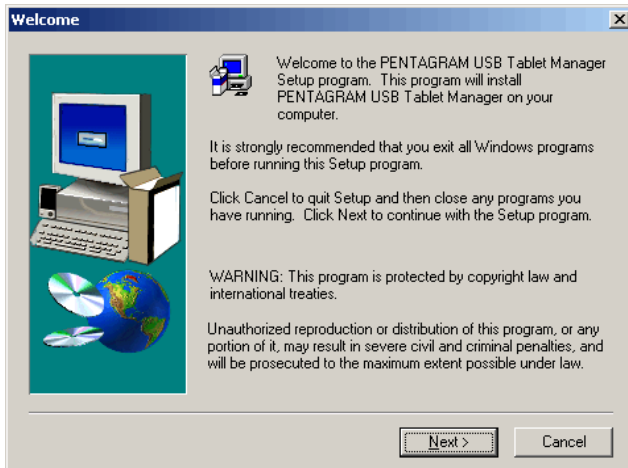 Welcome
Welcome to the PENTAGRAM USB Tablet Manager
Setup program. This program will install
PENTAGRAM USB Tablet Manager on your
computer.
It is strongly recommended that you exit all Windows programs
before running this Setup program.
Click Cancel to quit Setup and then close any programs you
have running. Click Next to continue with the Setup program.
WARNING: This program is protected by copyright law and
international treaties.
Unauthorized reproduction or distribution of this program, or any
portion of it, may result in severe civil and criminal penalties, and
will be prosecuted to the maximum extent possible under law.
Next >
Cancel